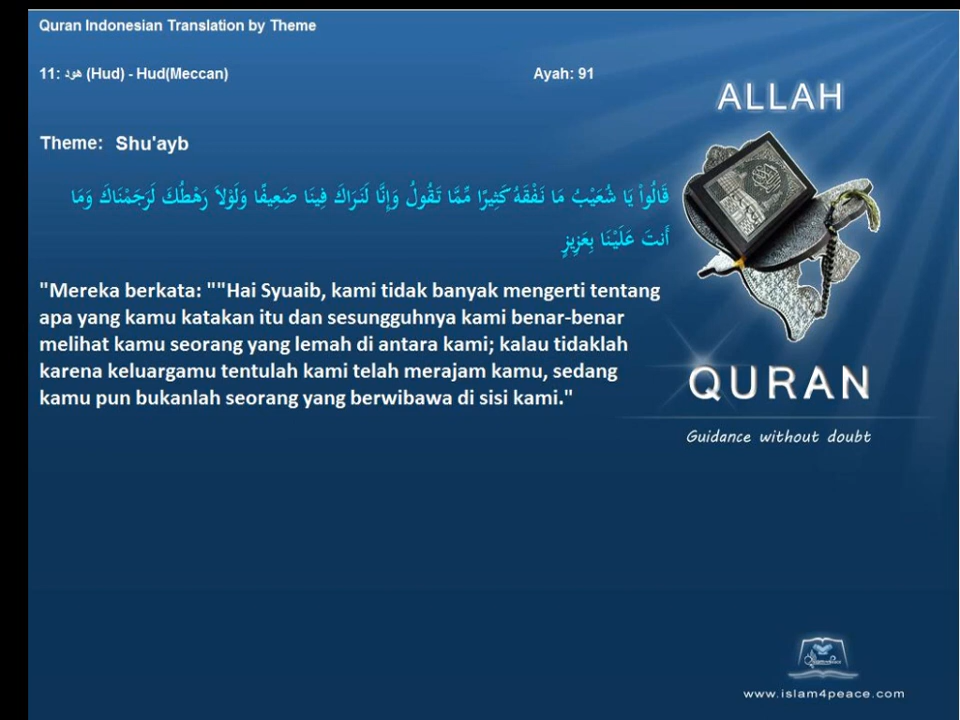 Quran Indonesian Translation by Theme
11: هود (Hud) - Hud(Meccan)
Ayah: 91
ALLAH
Theme: Shu'ayb
قَالُواْ يَا شُعَيْبُ مَا نَفْقَهُ كَثِيرًا مِّمَّا تَقُولُ وَإِنَّا لَنَرَاكَ فِينَا ضَعِيفًا وَلَوْلاَ رَهْطُكَ لَرَجَمْنَاكَ وَمَا
أَنتَ عَلَيْنَا بِعَزِيزٍ
"Mereka berkata: ""Hai Syuaib, kami tidak banyak mengerti tentang
apa yang kamu katakan itu dan sesungguhnya kami benar-benar
melihat kamu seorang yang lemah di antara kami; kalau tidaklah
karena keluargamu tentulah kami telah merajam kamu, sedang
kamu pun bukanlah seorang yang berwibawa di sisi kami."
QURAN
Guidance without doubt
www.islam4peace.com